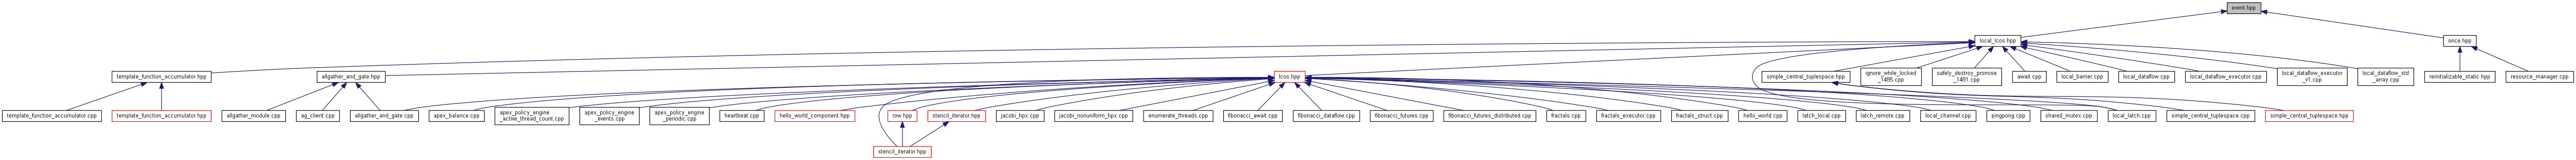 event.hpp
local_lcos.hpp
once.hpp
template_function_accumulator.hpp
allgather_and_gate.hpp
lcos.hpp
simple_central_tuplespace.hpp
ignore_while_locked
_1485.cpp
safely_destroy_promise
_1481.cpp
await.cpp
local_barrier.cpp
local_dataflow.cpp
local_dataflow_executor.cpp
local_dataflow_executor
_v1.cpp
local_dataflow_std
_array.cpp
reinitializable_static.hpp
resource_manager.cpp
template_function_accumulator.cpp
template_function_accumulator.hpp
allgather_module.cpp
ag_client.cpp
allgather_and_gate.cpp
apex_balance.cpp
apex_policy_engine
_active_thread_count.cpp
apex_policy_engine
_events.cpp
apex_policy_engine
_periodic.cpp
heartbeat.cpp
hello_world_component.hpp
row.hpp
stencil_iterator.hpp
jacobi_hpx.cpp
jacobi_nonuniform_hpx.cpp
enumerate_threads.cpp
fibonacci_await.cpp
fibonacci_dataflow.cpp
fibonacci_futures.cpp
fibonacci_futures_distributed.cpp
fractals.cpp
fractals_executor.cpp
fractals_struct.cpp
hello_world.cpp
latch_local.cpp
latch_remote.cpp
local_channel.cpp
pingpong.cpp
shared_mutex.cpp
local_latch.cpp
simple_central_tuplespace.cpp
simple_central_tuplespace.hpp
stencil_iterator.hpp